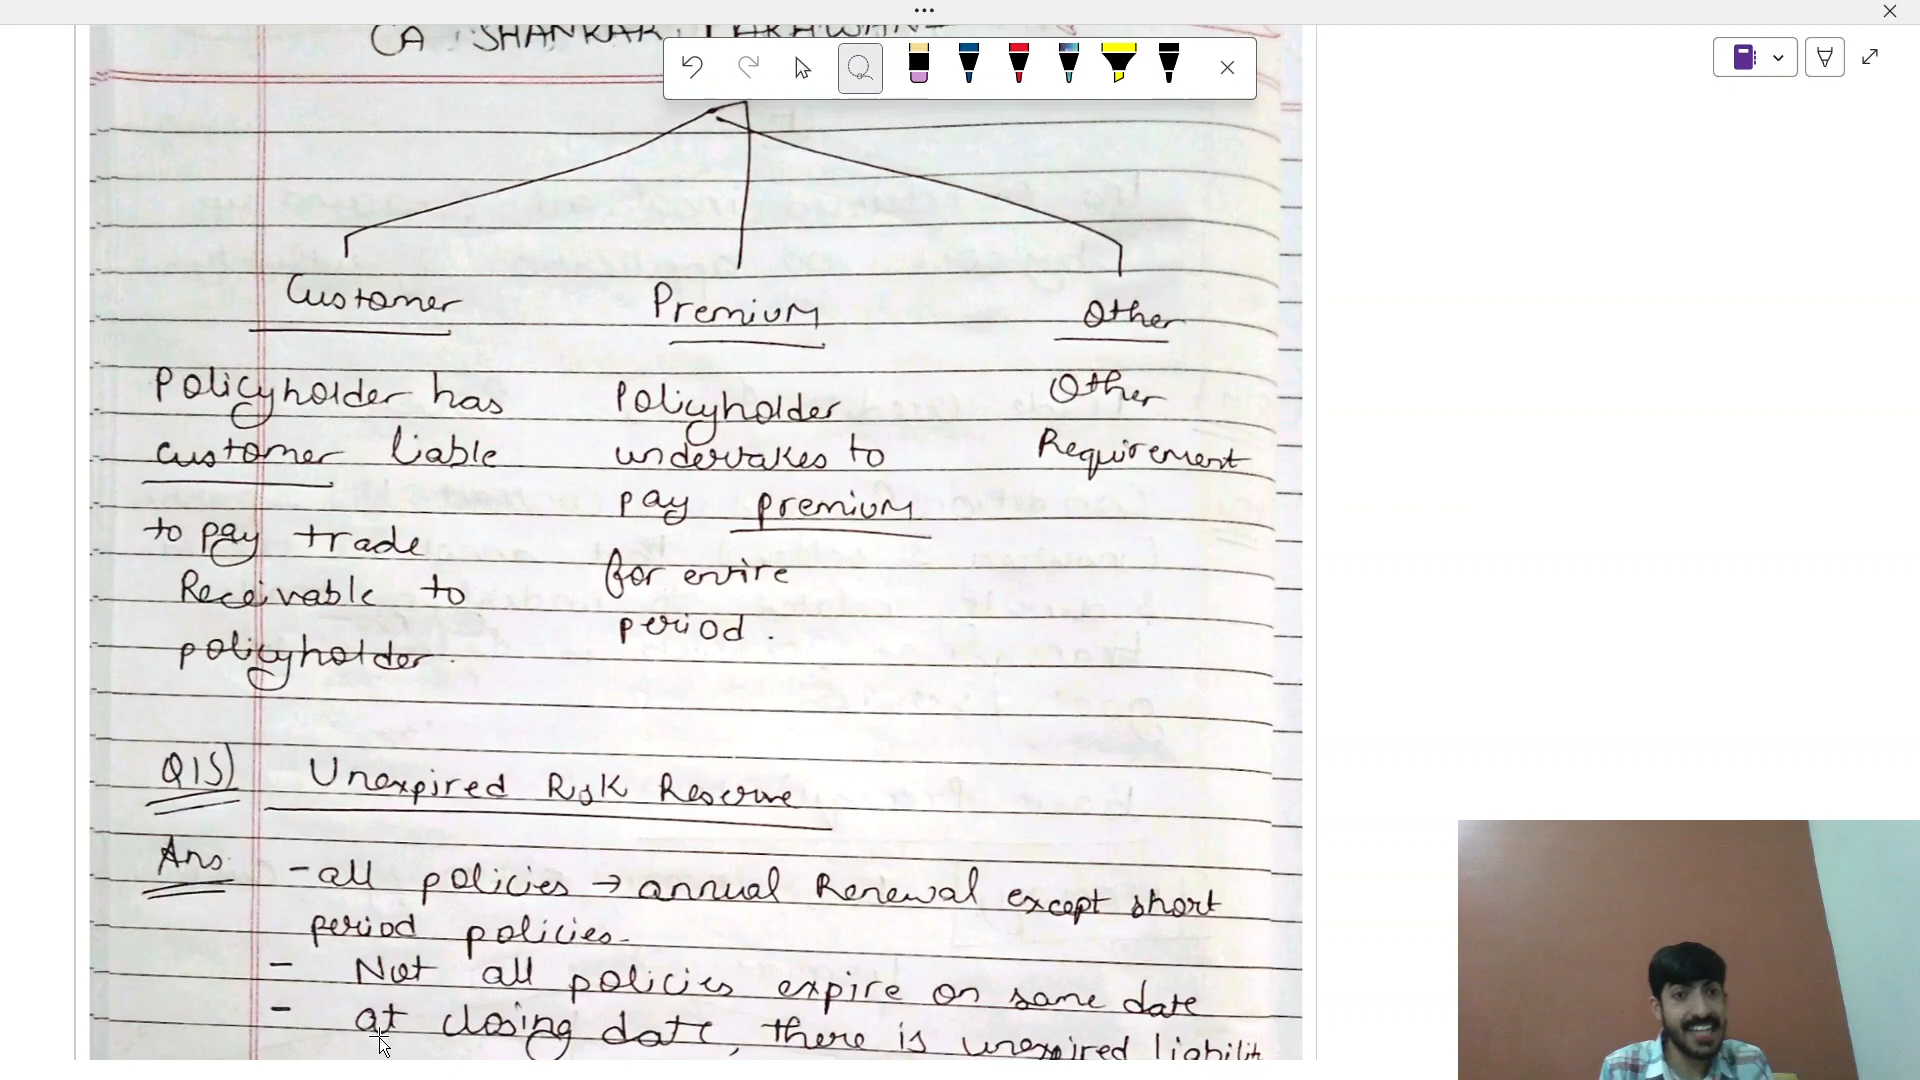 CA SHANKAR
Customer
Premium
Other
Policyholder has
customer liable
to pay trade
Receivable to
policyholder.
Policyholder
undertakes to
pay premium
for entire
period.
Other
Requirement
Q15) Unexpired Risk Reserve
Ans - all policies → annual Renewal except short
period policies.
- Not all policies expire on same date
- at closing date, there is unexpired